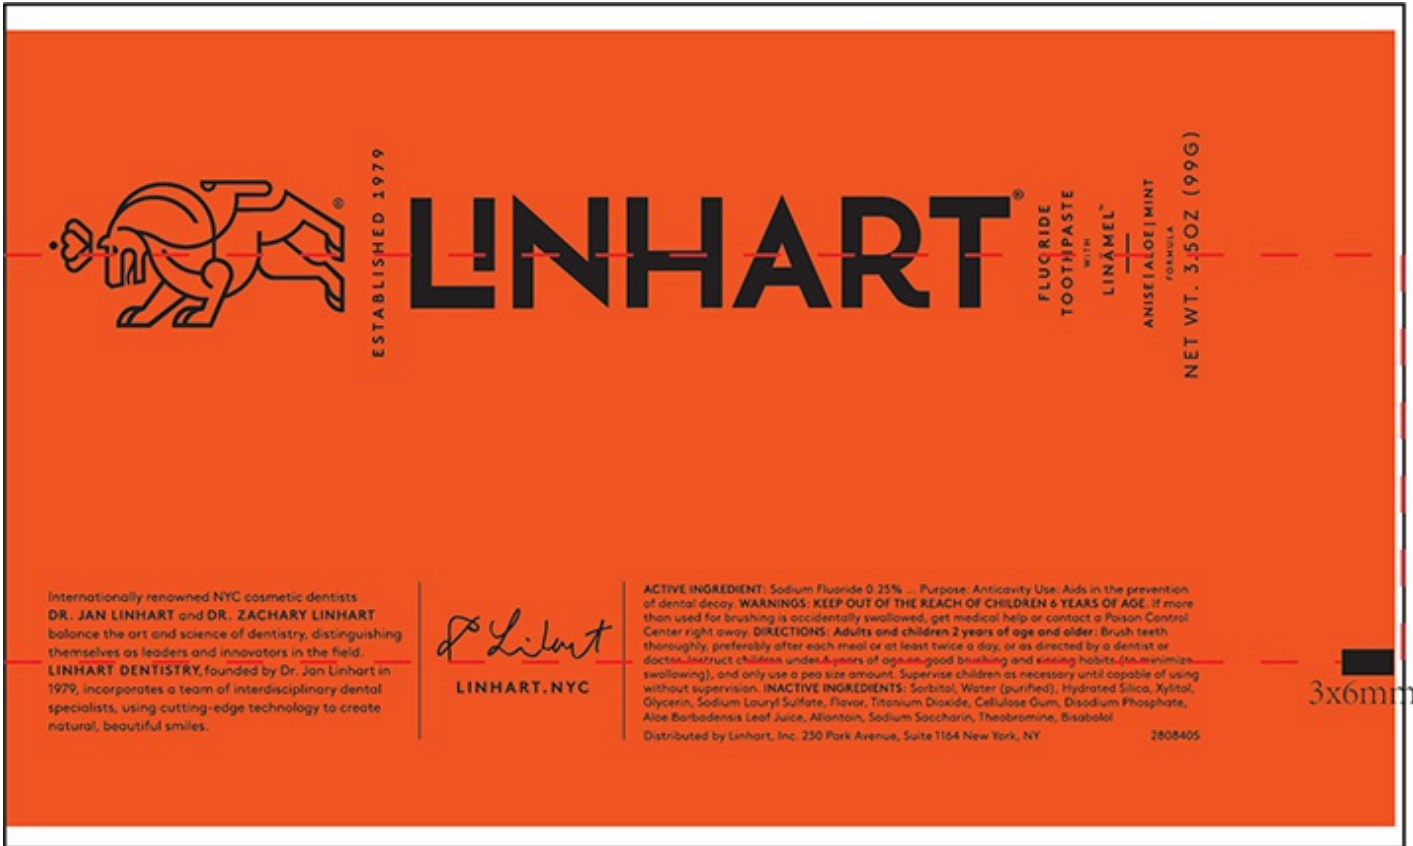 ESTABLISHED 1979
LINHART®
®
FLUORIDE
TOOTHPASTE
WITH
LINĀMEL™
ANISE|ALOE|MINT
FORMULA
NET WT. 3.5OZ (99G)
Internationally renowned NYC cosmetic dentists
DR. JAN LINHART and DR. ZACHARY LINHART
balance the art and science of dentistry, distinguishing
themselves as leaders and innovators in the field.
LINHART DENTISTRY, founded by Dr. Jan Linhart in
1979, incorporates a team of interdisciplinary dental
specialists, using cutting-edge technology to create
natural, beautiful smiles.
LINHART.NYC
ACTIVE INGREDIENT: Sodium Fluoride 0 25% ... Purpose: Anticavity Use: Aids in the prevention
of dental decay. WARNINGS: KEEP OUT OF THE REACH OF CHILDREN 6 YEARS OF AGE. If more
than used for brushing is accidentally swallowed, get medical help or contact a Poison Control
Center right away. DIRECTIONS: Adults and children 2 years of age and older: Brush teeth
thoroughly, preferably after each meal or at least twice a day, or as directed by a dentist or
doctor. Instruct children under 6 years of age on good brushing and rinsing habits (to minimize
swallowing), and only use a pea size amount. Supervise children as necessary until capable of using
without supervision. INACTIVE INGREDIENTS: Sorbitol, Water (purified), Hydrated Silica, Xylitol,
Glycerin, Sodium Lauryl Sulfate, Flavor, Titanium Dioxide, Cellulose Gum, Disodium Phosphate,
Aloe Barbadensis Leaf Juice, Allantoin, Sodium Saccharin, Theobromine, Bisabolol
Distributed by Linhart, Inc. 230 Park Avenue, Suite 1164 New York, NY
2808405
3x6mm